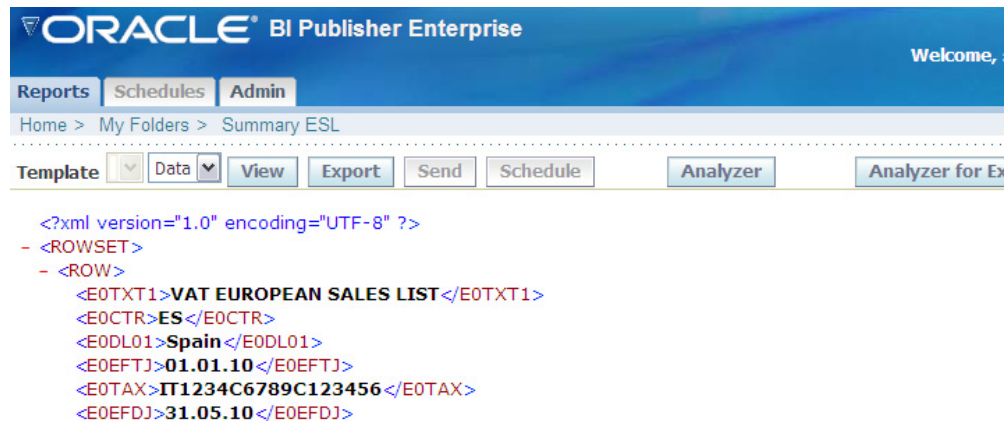 ORACLE® BI Publisher Enterprise
Welcome,
Reports Schedules Admin
Home > My Folders > Summary ESL
Template Data View Export Send Schedule Analyzer Analyzer for Ex
<?xml version="1.0" encoding="UTF-8" ?>
- <ROWSET>
- <ROW>
<E0TXT1>VAT EUROPEAN SALES LIST</E0TXT1>
<E0CTR>ES</E0CTR>
<E0DL01>Spain</E0DL01>
<E0EFTJ>01.01.10</E0EFTJ>
<E0TAX>IT1234C6789C123456</E0TAX>
<E0EFDJ>31.05.10</E0EFDJ>